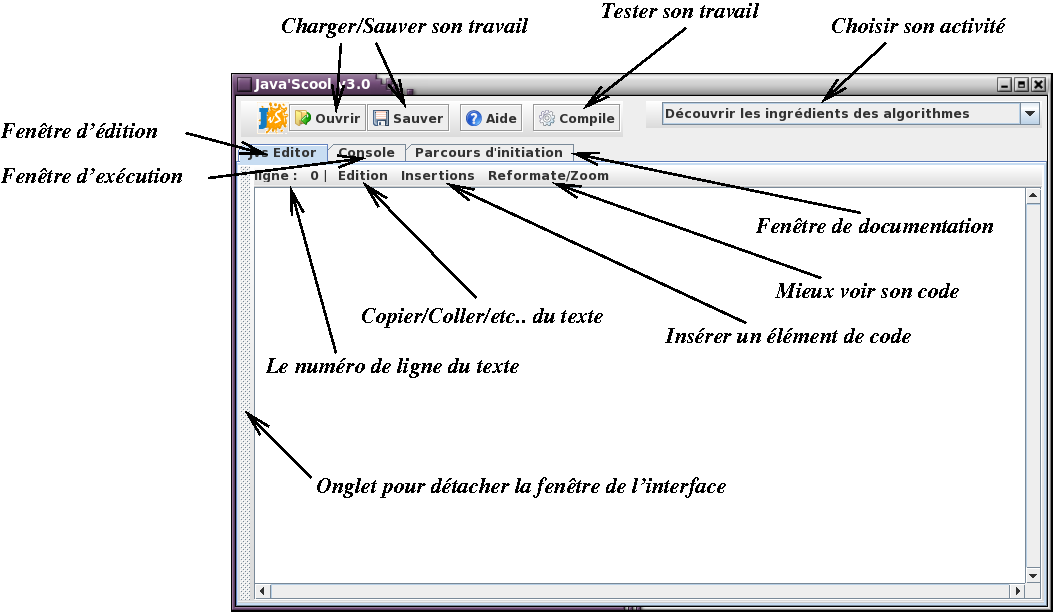 Tester son travail
Charger/Sauver son travail
Choisir son activité
Java'Scool v3.0
Ouvrir
Sauver
Aide
Compile
Découvrir les ingrédients des algorithmes
Fenêtre d'édition
Jvs Editor
Console
Parcours d'initiation
Fenêtre d'exécution
ligne : 0 | Edition Insertions Reformate/Zoom
Fenêtre de documentation
Mieux voir son code
Copier/Coller/etc.. du texte
Insérer un élément de code
Le numéro de ligne du texte
Onglet pour détacher la fenêtre de l'interface